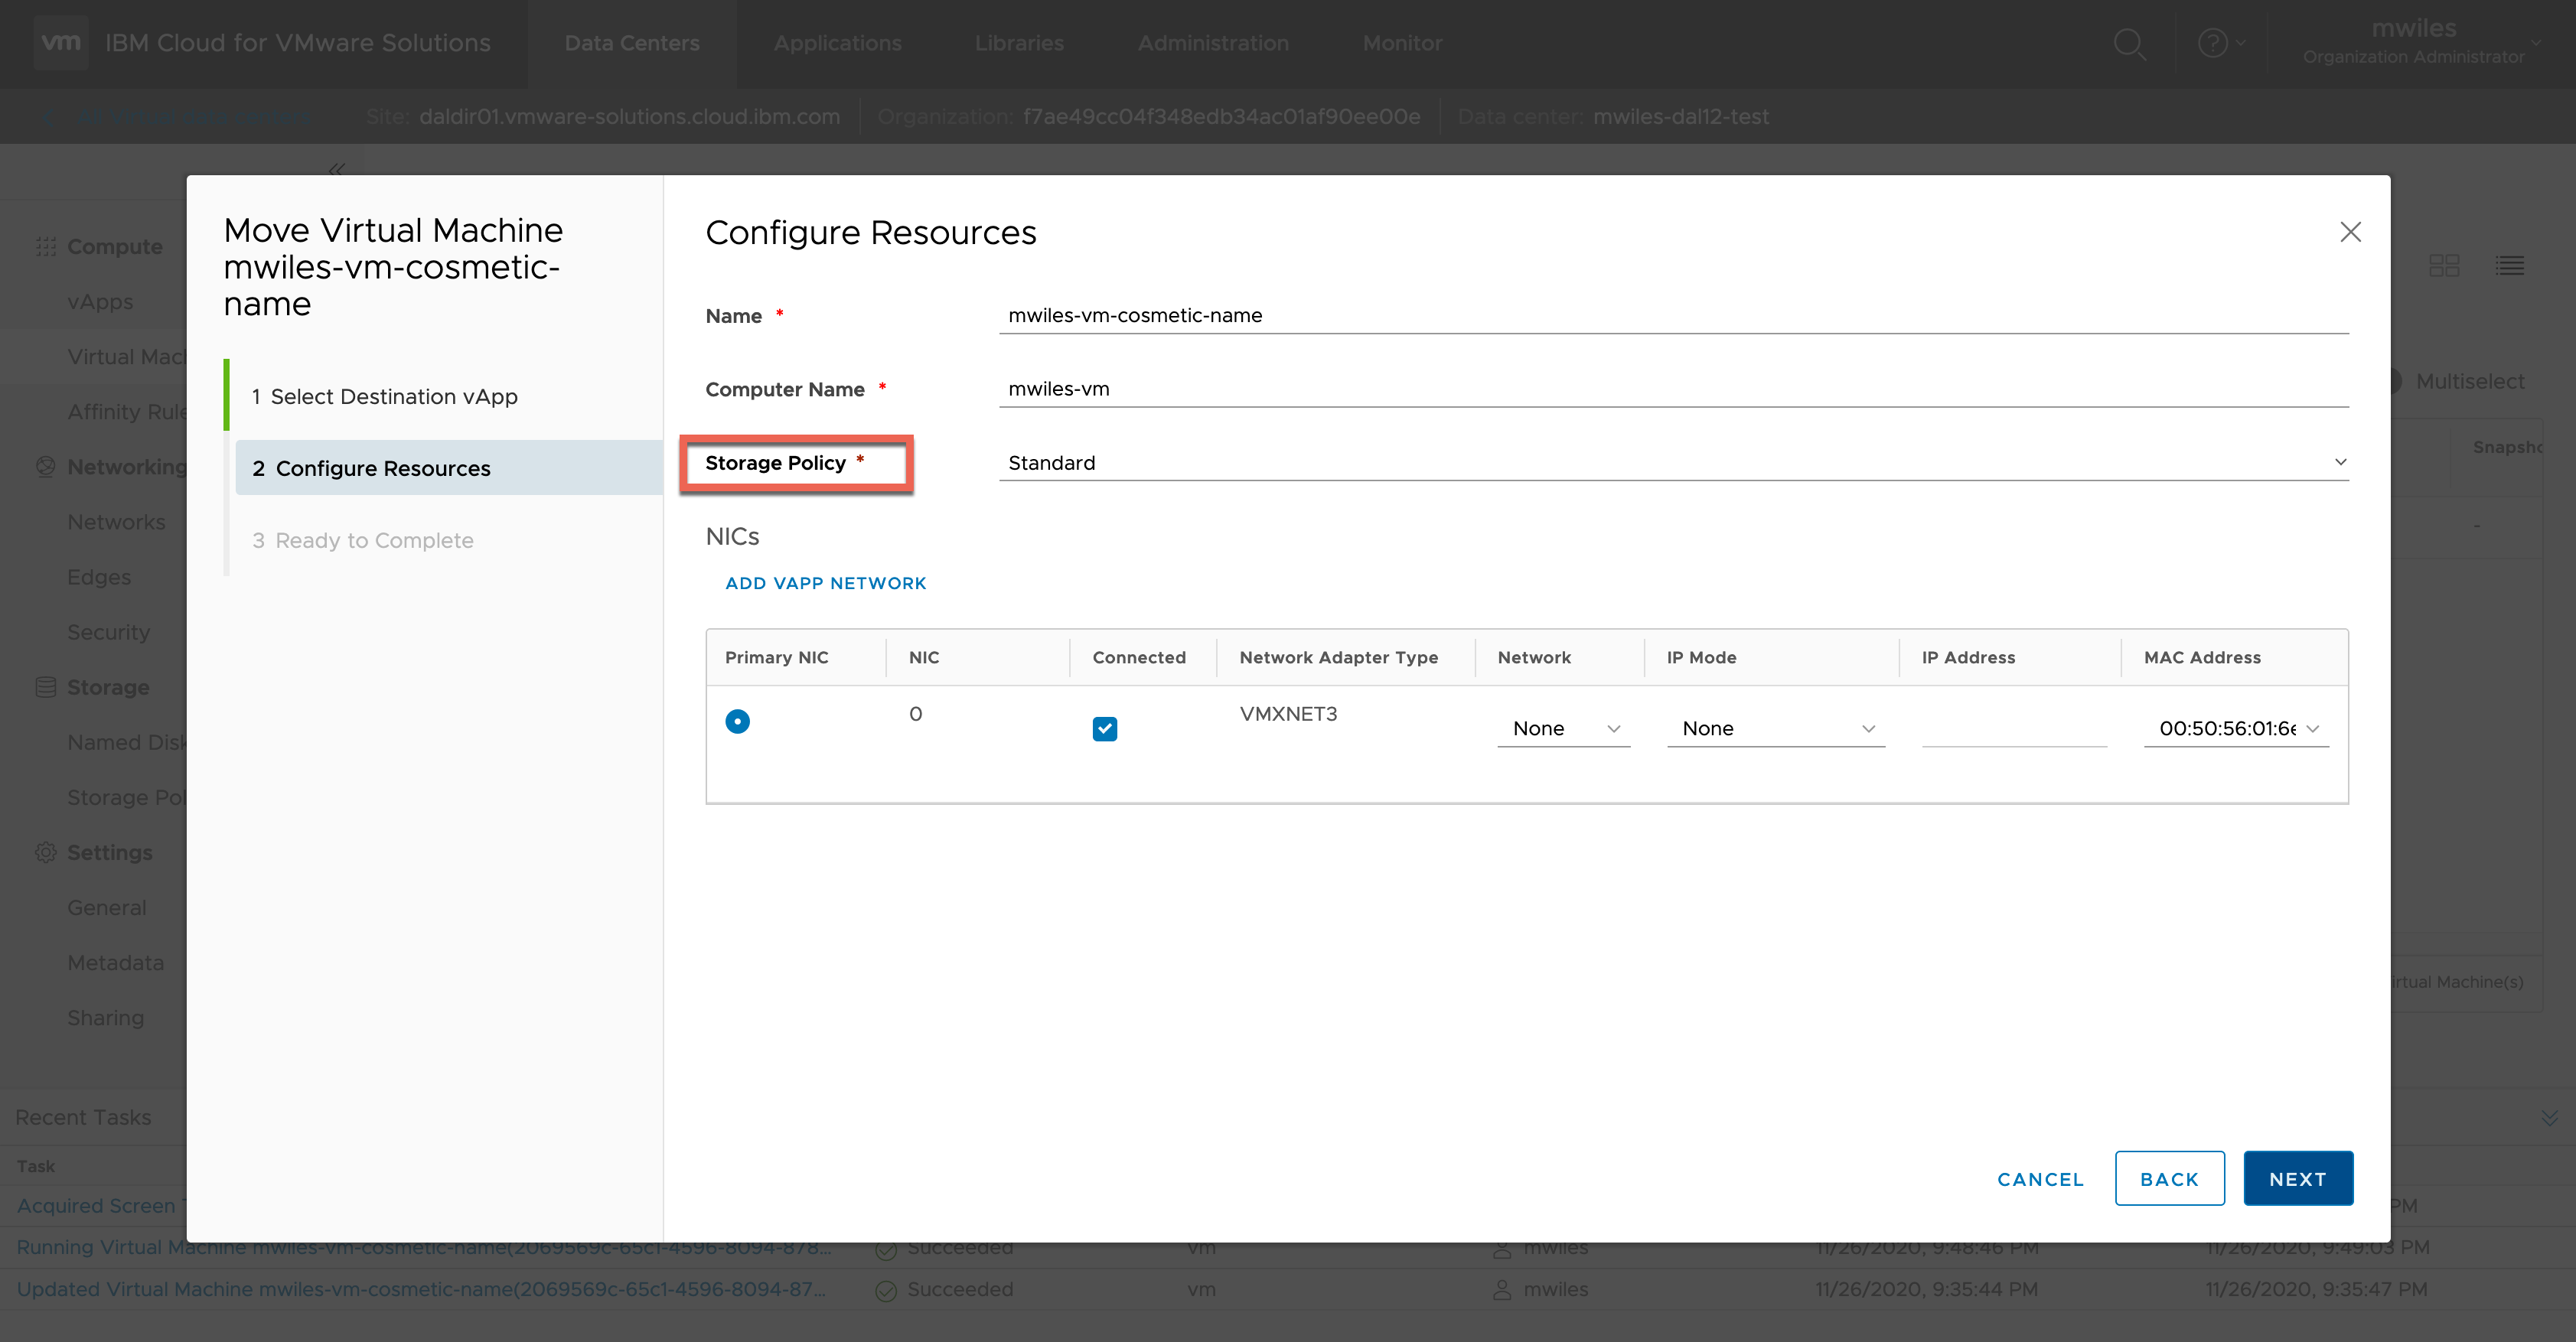 vm IBM Cloud for VMware Solutions Data Centers Applications Libraries Administration Monitor mwiles
Organization Administrator
Site: daldir01.vmware-solutions.cloud.ibm.com Organization: f7ae49cc04f348edb34ac01af90ee00e Data center: mwiles-dal12-test
Compute
vApps
Virtual Mach
Affinity Rule
Networking
Networks
Edges
Security
Storage
Named Disk
Storage Pol
Settings
General
Metadata
Sharing
Move Virtual Machine
mwiles-vm-cosmetic-
name
1 Select Destination vApp
2 Configure Resources
3 Ready to Complete
Configure Resources
Name * mwiles-vm-cosmetic-name
Computer Name * mwiles-vm
Storage Policy * Standard
NICs
ADD VAPP NETWORK
Primary NIC NIC Connected Network Adapter Type Network IP Mode IP Address MAC Address
0 VMXNET3 None None 00:50:56:01:6e
CANCEL BACK NEXT
Multiselect
Snapsho
-
irtual Machine(s)
Recent Tasks
Task
Acquired Screen PM
Running Virtual Machine mwiles-vm-cosmetic-name(2069569c-65c1-4596-8094-878... Succeeded vm mwiles 11/26/2020, 9:48:46 PM 11/26/2020, 9:49:03 PM
Updated Virtual Machine mwiles-vm-cosmetic-name(2069569c-65c1-4596-8094-87... Succeeded vm mwiles 11/26/2020, 9:35:44 PM 11/26/2020, 9:35:47 PM